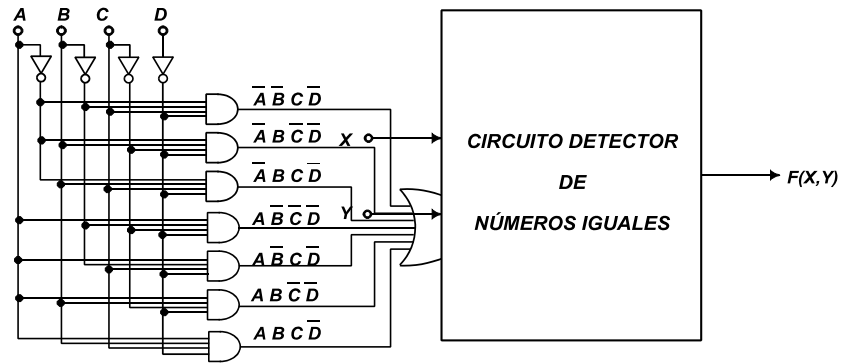 A B C D
A̅ B̅ C D̅
A̅ B C̅ D̅
A̅ B C D̅
A B̅ C̅ D̅
A B̅ C D̅
A B C̅ D̅
A B C D̅
X
Y
CIRCUITO DETECTOR
DE
NÚMEROS IGUALES
F(X,Y)